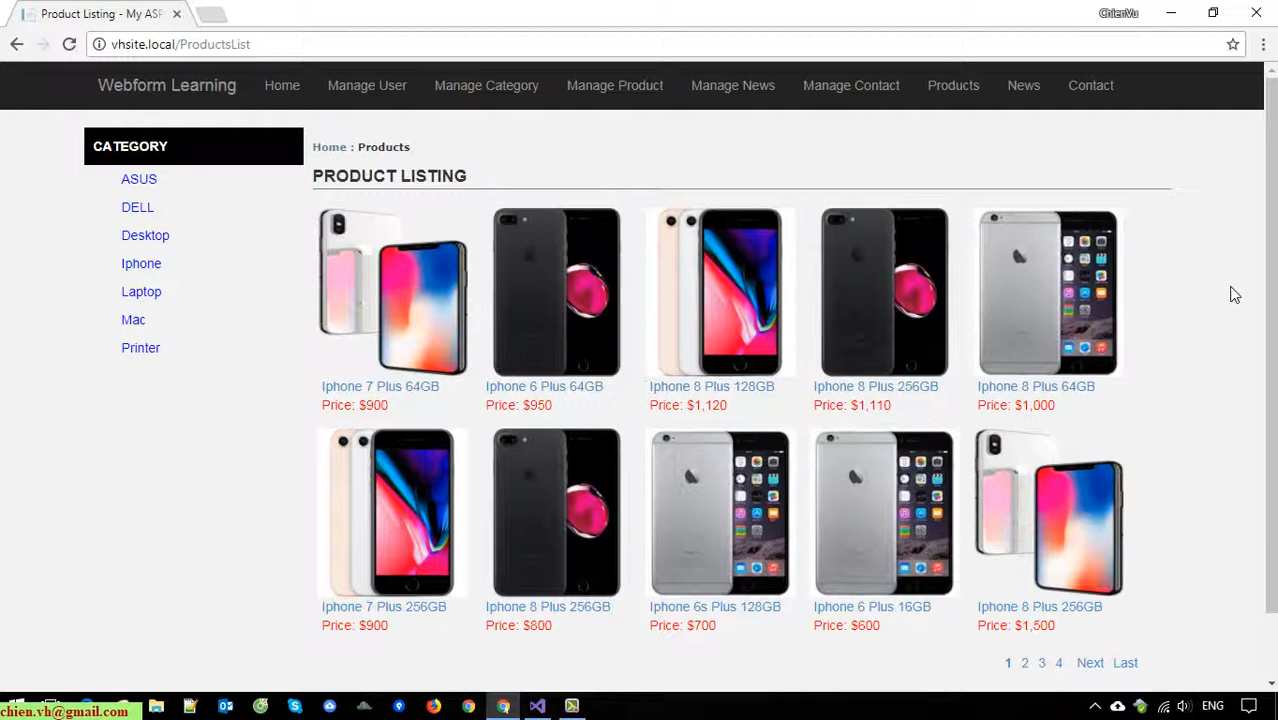 Product Listing - My ASP
ChienVu
vhsite.local/ProductsList
Webform Learning Home Manage User Manage Category Manage Product Manage News Manage Contact Products News Contact
CATEGORY
ASUS
DELL
Desktop
Iphone
Laptop
Mac
Printer
Home : Products
PRODUCT LISTING
Iphone 7 Plus 64GB Iphone 6 Plus 64GB Iphone 8 Plus 128GB Iphone 8 Plus 256GB Iphone 8 Plus 64GB
Price: $900 Price: $950 Price: $1,120 Price: $1,110 Price: $1,000
Iphone 7 Plus 256GB Iphone 8 Plus 256GB Iphone 6s Plus 128GB Iphone 6 Plus 16GB Iphone 8 Plus 256GB
Price: $900 Price: $800 Price: $700 Price: $600 Price: $1,500
1 2 3 4 Next Last
chien.vh@gmail.com
ENG